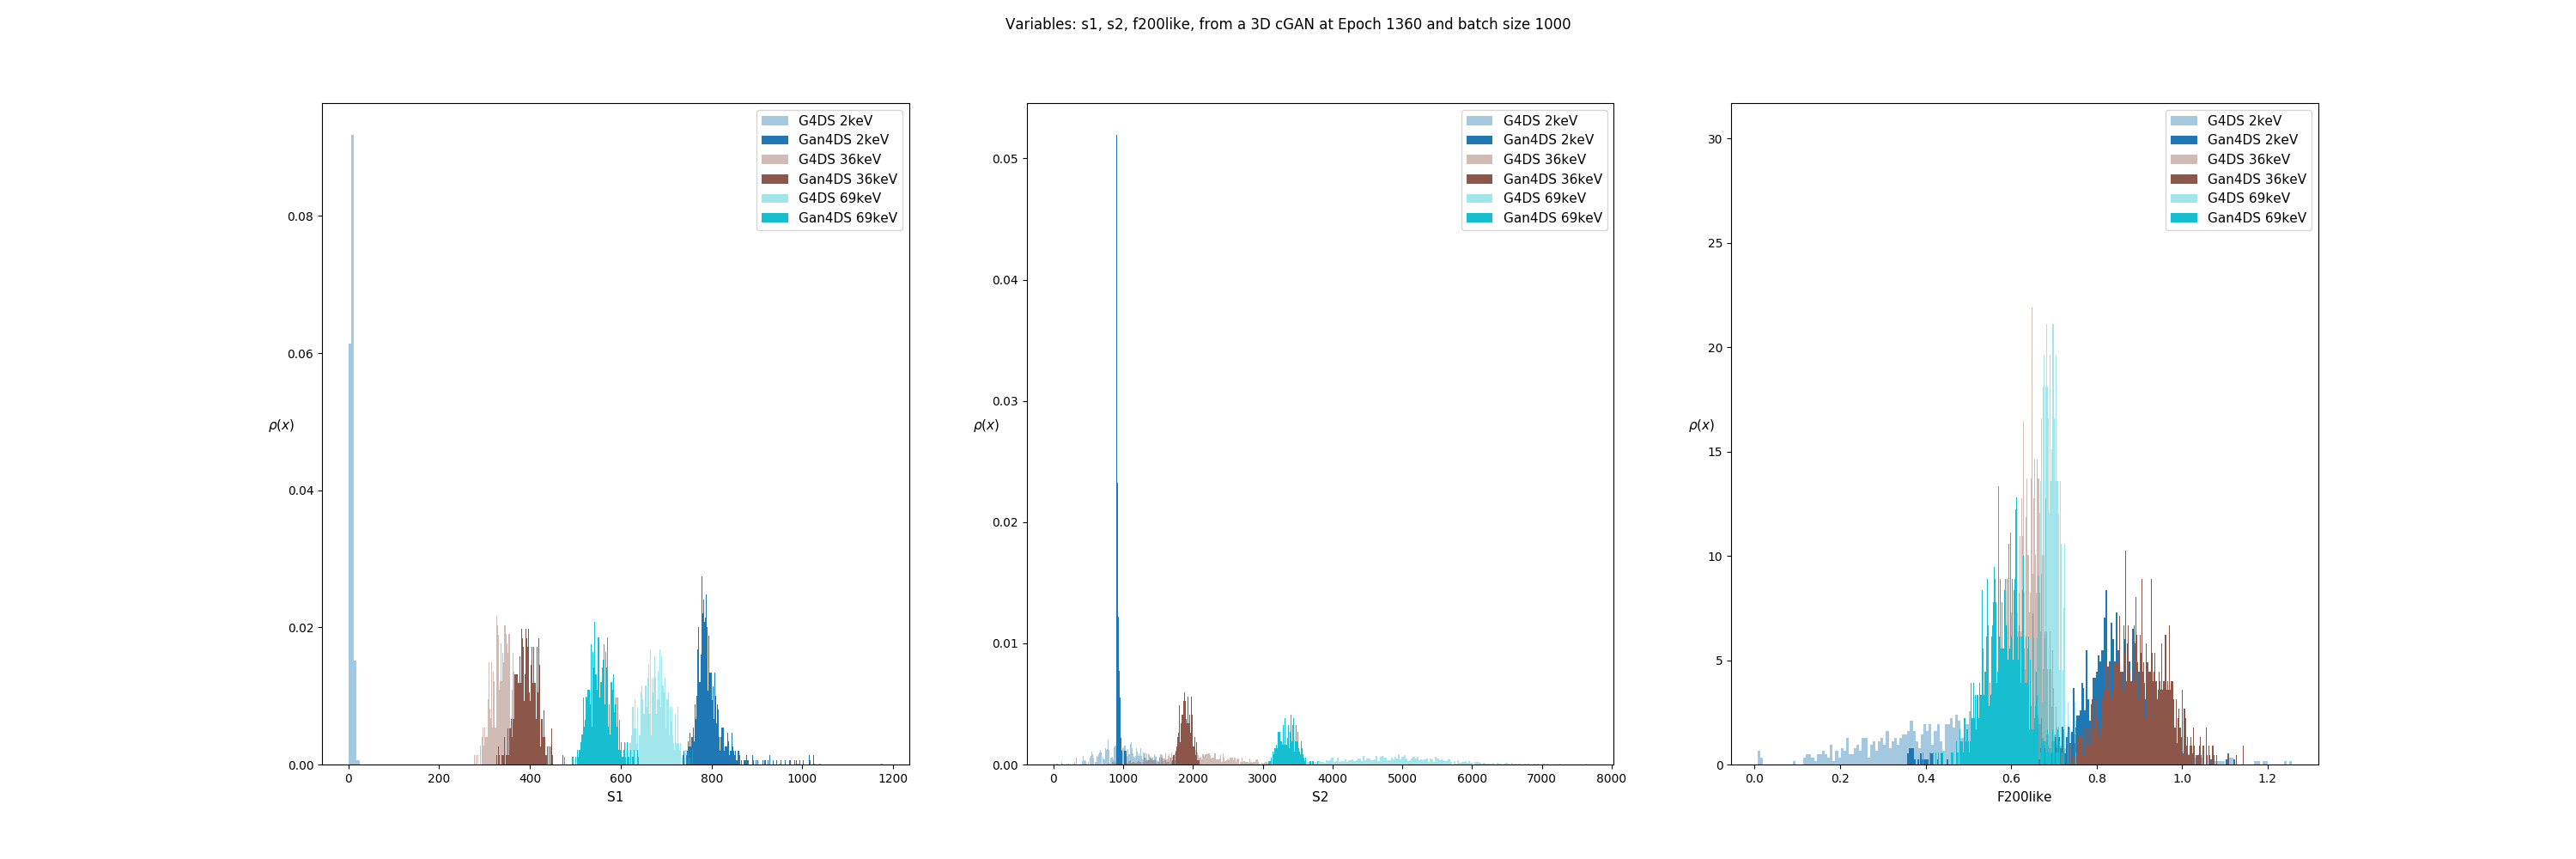 Variables: s1, s2, f200like, from a 3D cGAN at Epoch 1360 and batch size 1000
G4DS 2keV
Gan4DS 2keV
G4DS 36keV
Gan4DS 36keV
G4DS 69keV
Gan4DS 69keV
0.08
0.06
0.04
0.02
0.00
ρ(x)
0 200 400 600 800 1000 1200
S1
G4DS 2keV
Gan4DS 2keV
G4DS 36keV
Gan4DS 36keV
G4DS 69keV
Gan4DS 69keV
0.05
0.04
0.03
0.02
0.01
0.00
ρ(x)
0 1000 2000 3000 4000 5000 6000 7000 8000
S2
G4DS 2keV
Gan4DS 2keV
G4DS 36keV
Gan4DS 36keV
G4DS 69keV
Gan4DS 69keV
30
25
20
15
10
5
0
ρ(x)
0.0 0.2 0.4 0.6 0.8 1.0 1.2
F200like